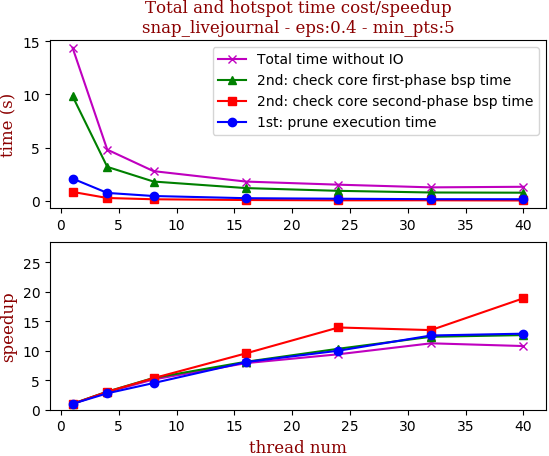 Total and hotspot time cost/speedup
snap_livejournal - eps:0.4 - min_pts:5
time (s)
15
10
5
0
Total time without IO
2nd: check core first-phase bsp time
2nd: check core second-phase bsp time
1st: prune execution time
0 5 10 15 20 25 30 35 40
speedup
25
20
15
10
5
0
0 5 10 15 20 25 30 35 40
thread num